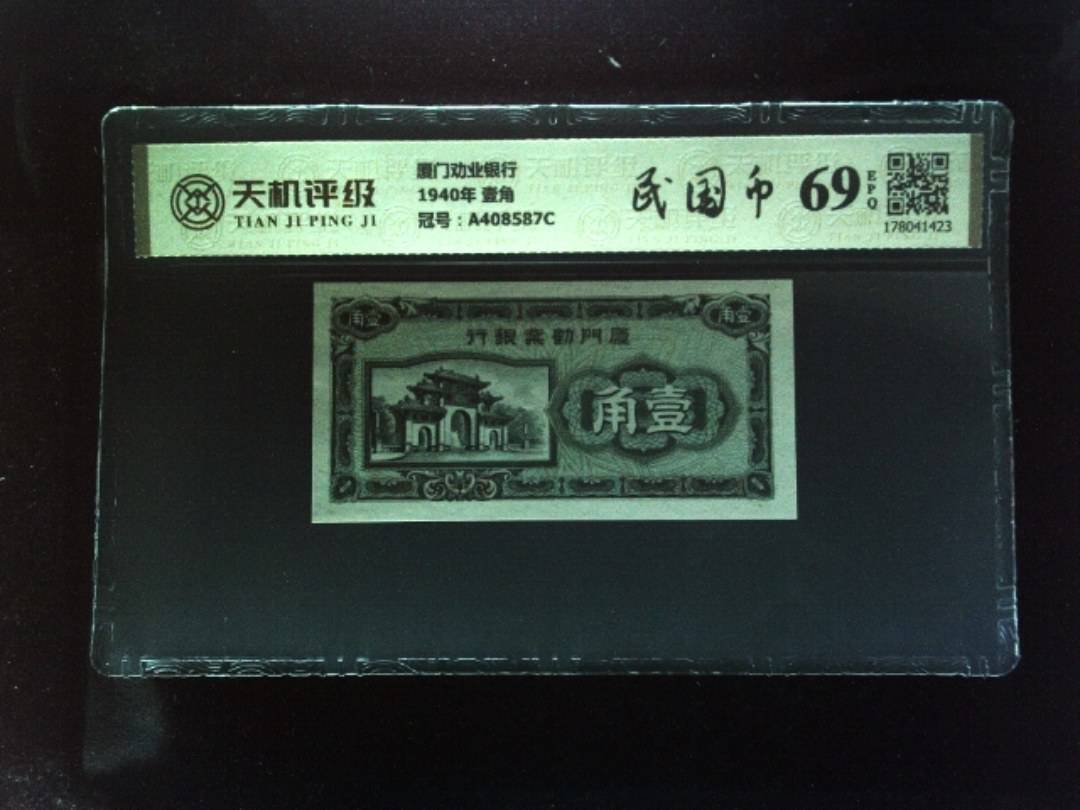 天机评级
TIAN JI PING JI
厦门劝业银行
1940年 壹角
冠号：A408587C
民国币
69
EPQ
178041423
壹角
壹角
厦門勸業銀行
壹角